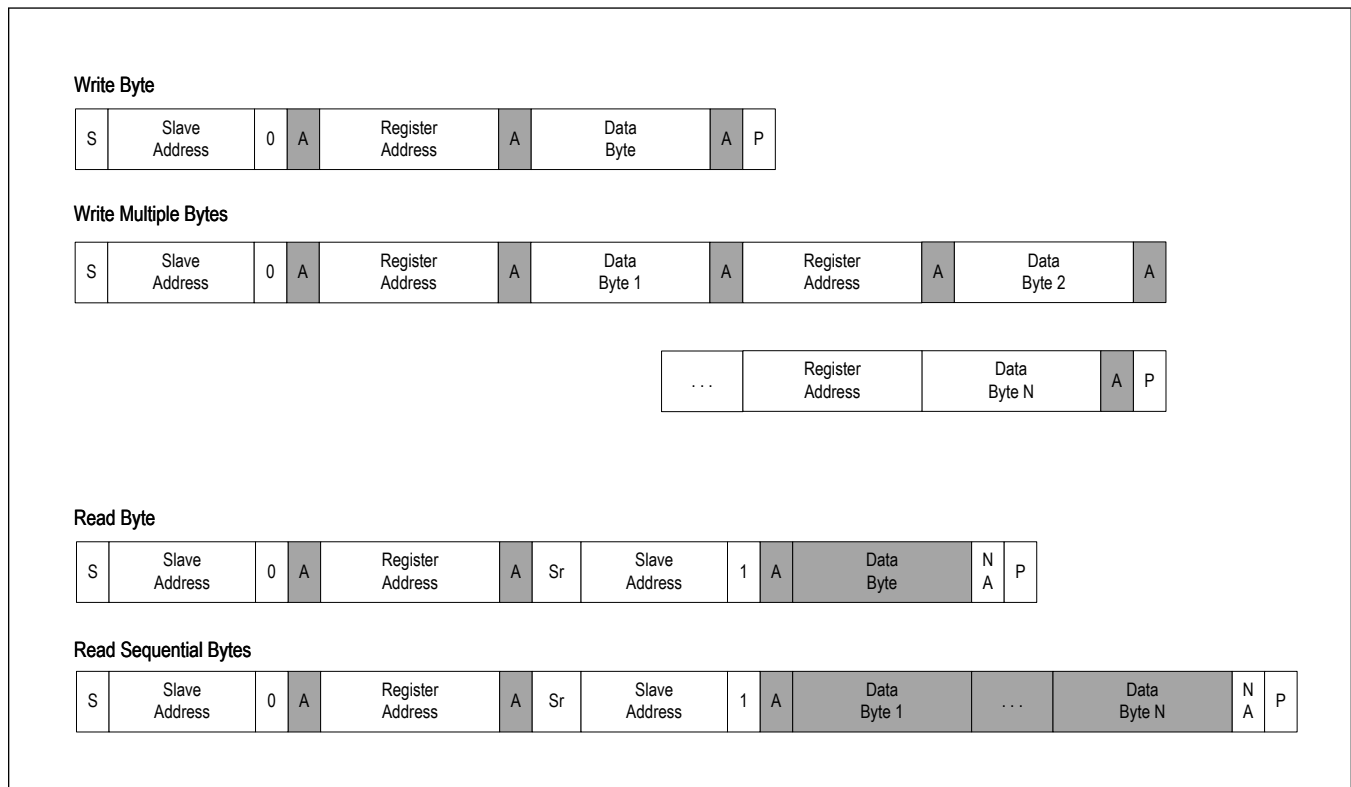 Write Byte
S Slave Address 0 A Register Address A Data Byte A P
Write Multiple Bytes
S Slave Address 0 A Register Address A Data Byte 1 A Register Address A Data Byte 2 A
. . . Register Address Data Byte N A P
Read Byte
S Slave Address 0 A Register Address A Sr Slave Address 1 A Data Byte N A P
Read Sequential Bytes
S Slave Address 0 A Register Address A Sr Slave Address 1 A Data Byte 1 . . . Data Byte N N A P